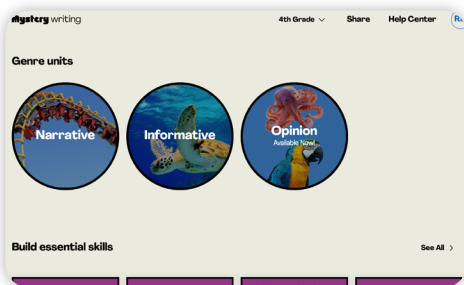 Mystery writing
4th Grade
Share
Help Center
Genre units
Narrative
Informative
Opinion
Available Now!
Build essential skills
See All